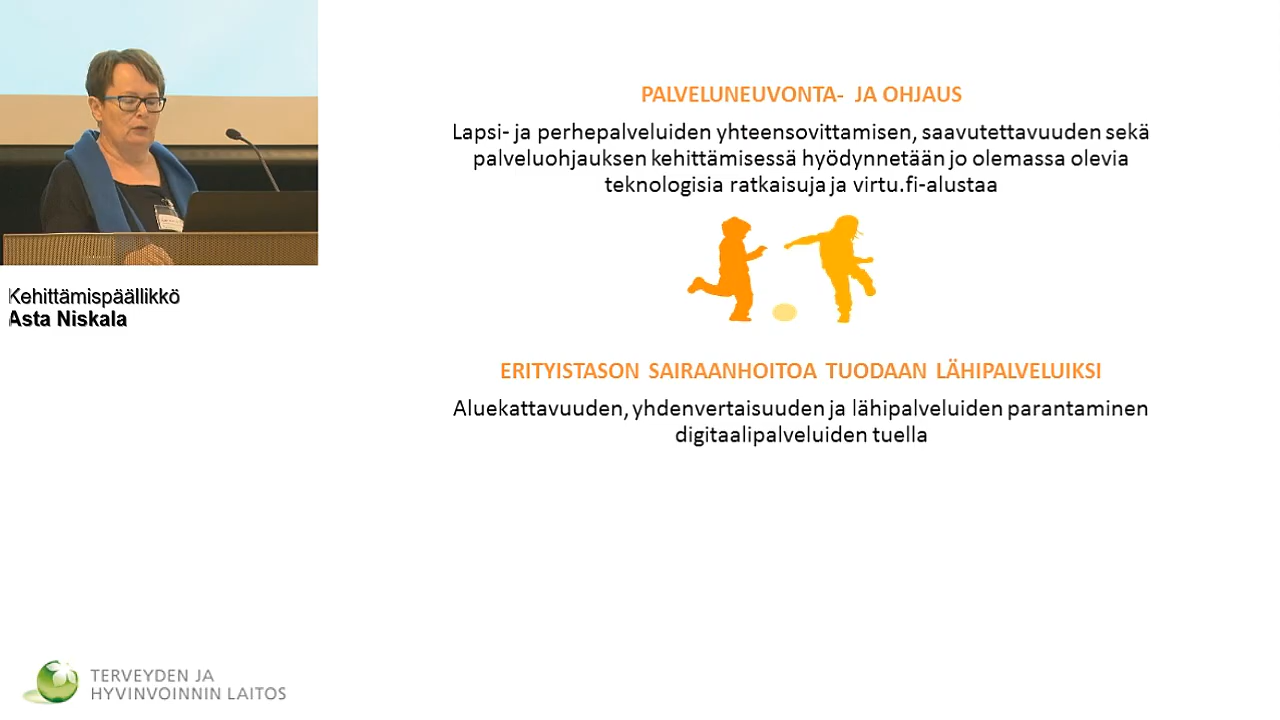 Kehittämispäällikkö
Asta Niskala
PALVELUNEUVONTA- JA OHJAUS
Lapsi- ja perhepalveluiden yhteensovittamisen, saavutettavuuden sekä
palveluohjauksen kehittämisessä hyödynnetään jo olemassa olevia
teknologisia ratkaisuja ja virtu.fi-alustaa
ERITYISTASON SAIRAANHOITOA TUODAAN LÄHIPALVELUIKSI
Aluekattavuuden, yhdenvertaisuuden ja lähipalveluiden parantaminen
digitaalipalveluiden tuella
TERVEYDEN JA
HYVINVOINNIN LAITOS